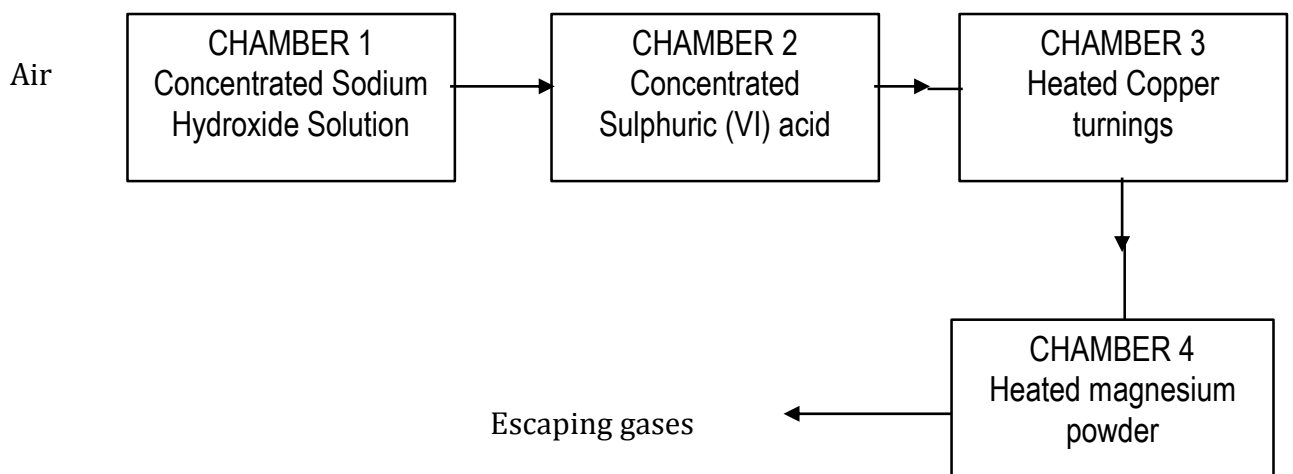 Air
CHAMBER 1
Concentrated Sodium
Hydroxide Solution
CHAMBER 2
Concentrated
Sulphuric (VI) acid
CHAMBER 3
Heated Copper
turnings
CHAMBER 4
Heated magnesium
powder
Escaping gases